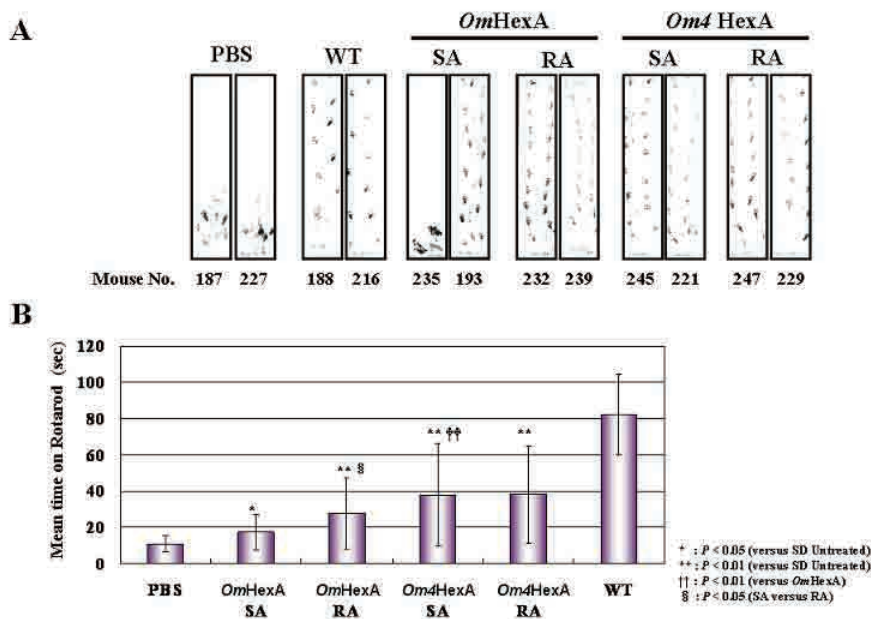 A
OmHexA
Om4 HexA
PBS
WT
SA
RA
SA
RA
Mouse No.
187 227 188 216 235 193 232 239 245 221 247 229
B
Mean time on Rotarod (sec)
120
100
80
60
40
20
0
*
** §
** ††
**
PBS
OmHexA SA
OmHexA RA
Om4HexA SA
Om4HexA RA
WT
* : P < 0.05 (versus SD Untreated)
** : P < 0.01 (versus SD Untreated)
†† : P < 0.01 (versus OmHexA)
§ : P < 0.05 (SA versus RA)